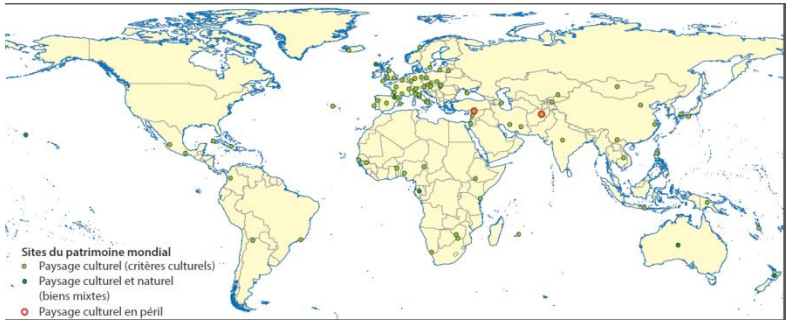 Sites du patrimoine mondial
Paysage culturel (critères culturels)
Paysage culturel et naturel
(biens mixtes)
Paysage culturel en péril